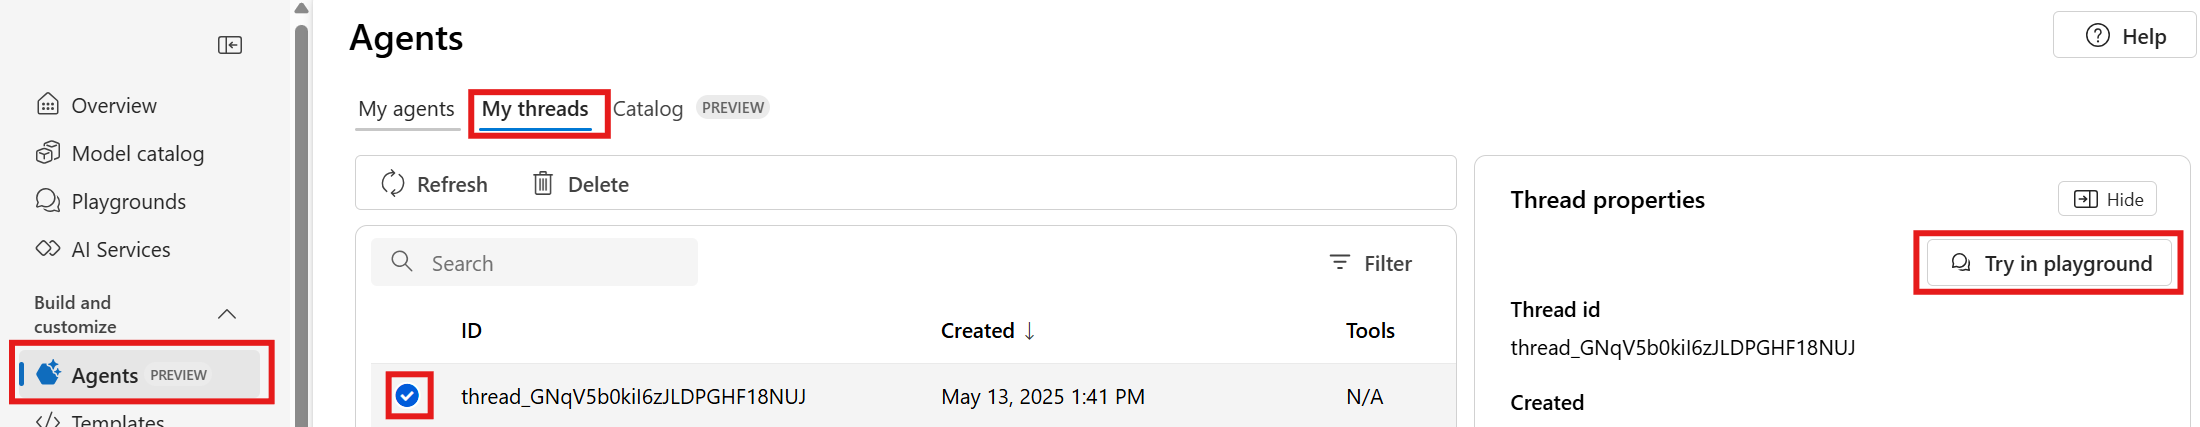 Overview
Model catalog
Playgrounds
AI Services
Build and
customize
Agents PREVIEW
Templates
Agents
Help
My agents My threads Catalog PREVIEW
Refresh Delete
Search
Filter
ID Created ↓ Tools
thread_GNqV5b0kiI6zJLDPGHF18NUJ May 13, 2025 1:41 PM N/A
Thread properties
Hide
Try in playground
Thread id
thread_GNqV5b0kiI6zJLDPGHF18NUJ
Created